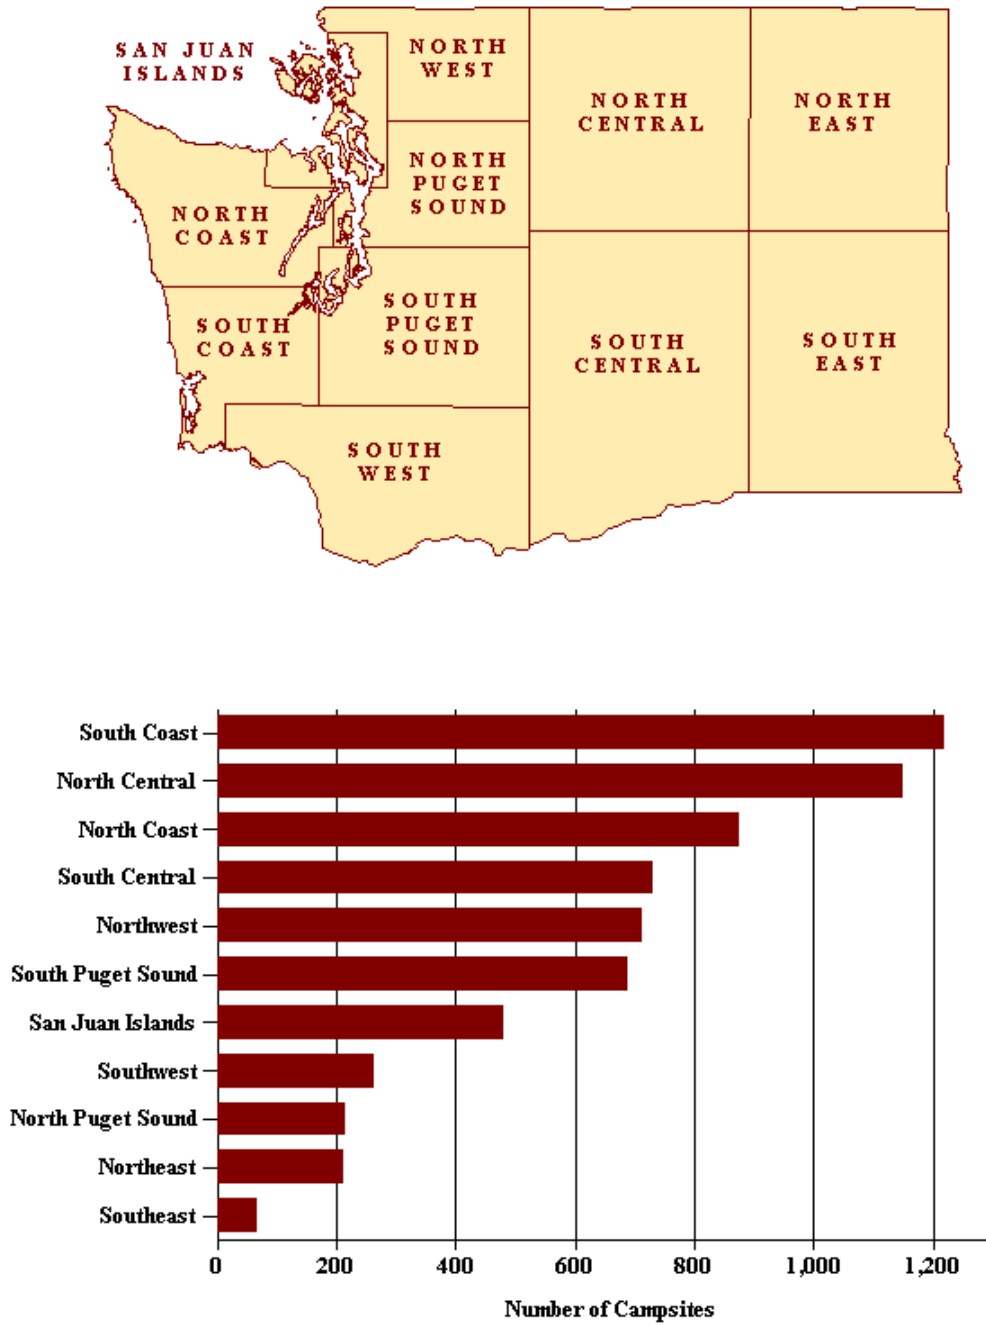 SAN JUAN
ISLANDS
NORTH
WEST
NORTH
CENTRAL
NORTH
EAST
NORTH
PUGET
SOUND
NORTH
COAST
SOUTH
COAST
SOUTH
PUGET
SOUND
SOUTH
CENTRAL
SOUTH
EAST
SOUTH
WEST
South Coast
North Central
North Coast
South Central
Northwest
South Puget Sound
San Juan Islands
Southwest
North Puget Sound
Northeast
Southeast
0 200 400 600 800 1,000 1,200
Number of Campsites